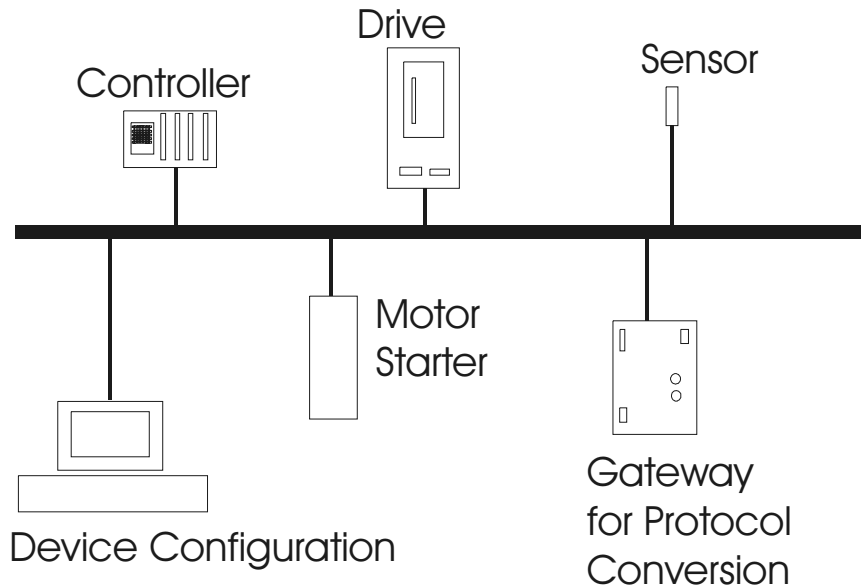 Drive
Controller
Sensor
Motor
Starter
Device Configuration
Gateway
for Protocol
Conversion